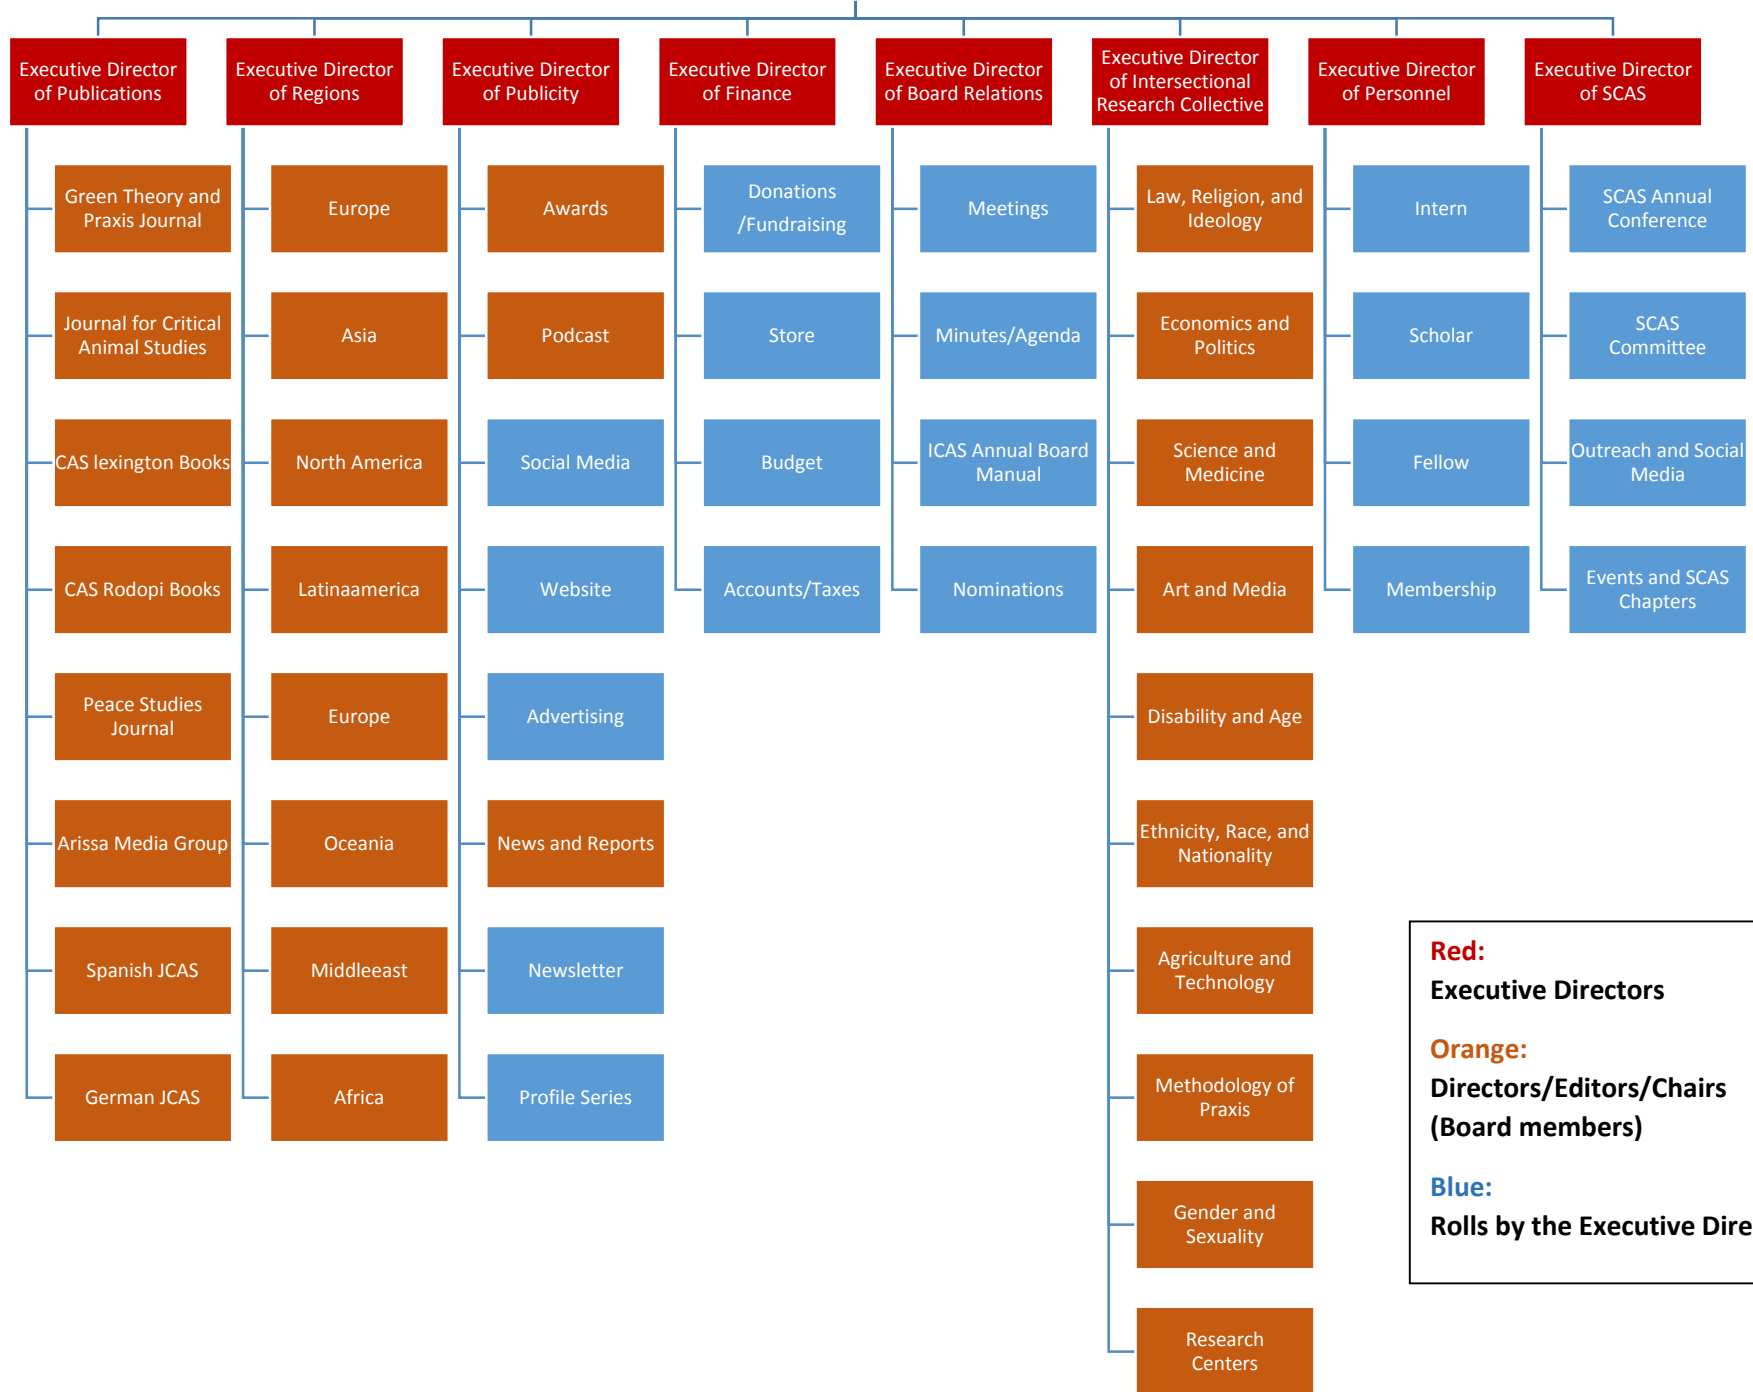 Executive Director
of Publications
Executive Director
of Regions
Executive Director
of Publicity
Executive Director
of Finance
Executive Director
of Board Relations
Executive Director
of Intersectional
Research Collective
Executive Director
of Personnel
Executive Director
of SCAS
Green Theory and
Praxis Journal
Journal for Critical
Animal Studies
CAS lexington Books
CAS Rodopi Books
Peace Studies
Journal
Arissa Media Group
Spanish JCAS
German JCAS
Europe
Asia
North America
Latinaamerica
Europe
Oceania
Middleeast
Africa
Awards
Podcast
Social Media
Website
Advertising
News and Reports
Newsletter
Profile Series
Donations
/Fundraising
Store
Budget
Accounts/Taxes
Meetings
Minutes/Agenda
ICAS Annual Board
Manual
Nominations
Law, Religion, and
Ideology
Economics and
Politics
Science and
Medicine
Art and Media
Disability and Age
Ethnicity, Race, and
Nationality
Agriculture and
Technology
Methodology of
Praxis
Gender and
Sexuality
Research
Centers
Intern
Scholar
Fellow
Membership
SCAS Annual
Conference
SCAS
Committee
Outreach and Social
Media
Events and SCAS
Chapters
Red:
Executive Directors
Orange:
Directors/Editors/Chairs
(Board members)
Blue:
Rolls by the Executive Dire